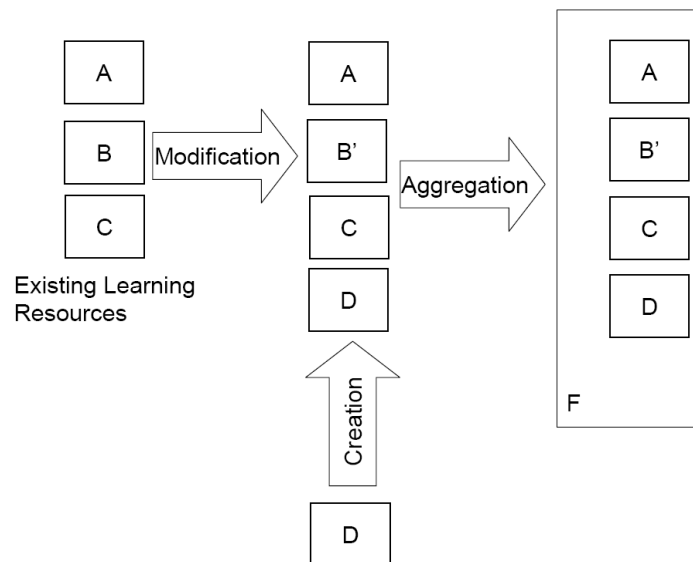 A
B
C
Existing Learning
Resources
Modification
A
B'
C
D
Creation
D
Aggregation
A
B'
C
D
F